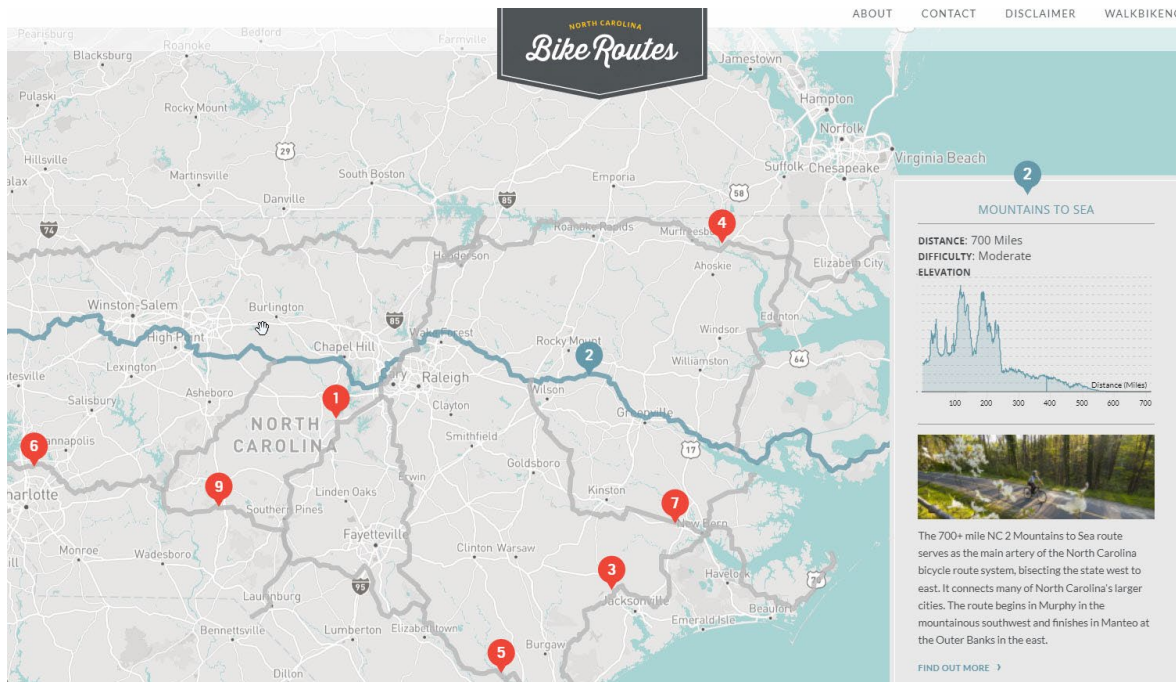 ABOUT CONTACT DISCLAIMER
NORTH CAROLINA
Bike Routes
Pearisburg
Bedford
Roanoke
Farmville
Blacksburg
Jamestown
Pulaski
Rocky Mount
Hampton
Norfolk
29
Hillsville
Suffolk Chesapeake
Virginia Beach
Martinsville
South Boston
Emporia
58
Danville
85
74
4
Roanoke Rapids
Murfreesboro
Henderson
Ahoskie
Elizabeth City
Winston-Salem
Burlington
85
Wake Forest
Edenton
Windsor
High Point
Chapel Hill
Rocky Mount
2
Williamston
64
Lexington
Raleigh
Wilson
Asheboro
Salisbury
1
Clayton
Greenville
NORTH
CAROLINA
Smithfield
17
6
Goldsboro
9
Erwin
Linden Oaks
Kinston
7
Southern Pines
New Bern
Fayetteville
Monroe
Wadesboro
Clinton Warsaw
3
Havelock
70
95
Jacksonville
Beaufort
Laurinburg
Emerald Isle
Bennettsville
Lumberton
Elizabethtown
5
Burgaw
Dillon
2
MOUNTAINS TO SEA
DISTANCE: 700 Miles
DIFFICULTY: Moderate
ELEVATION
Distance (Miles)
100 200 300 400 500 600 700
The 700+ mile NC 2 Mountains to Sea route
serves as the main artery of the North Carolina
bicycle route system, bisecting the state west to
east. It connects many of North Carolina's larger
cities. The route begins in Murphy in the
mountainous southwest and finishes in Manteo at
the Outer Banks in the east.
FIND OUT MORE ›